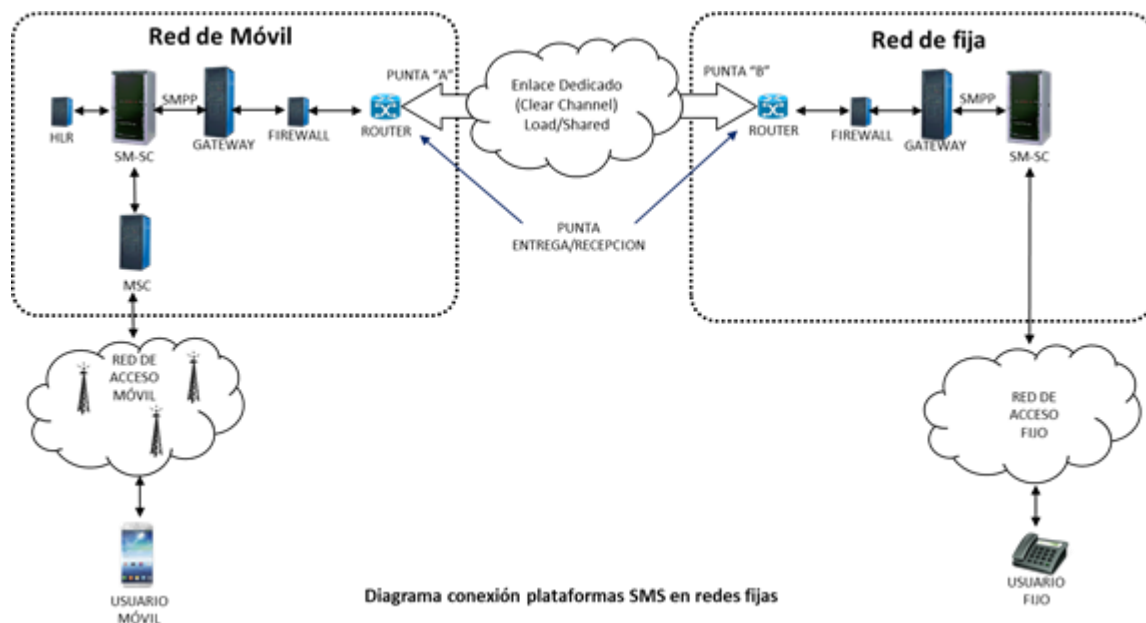 Red de Móvil
Red de fija
PUNTA "A"
PUNTA "B"
Enlace Dedicado
(Clear Channel)
Load/Shared
SMPP
SMPP
HLR
SM-SC
GATEWAY
FIREWALL
ROUTER
ROUTER
FIREWALL
GATEWAY
SM-SC
PUNTA
ENTREGA/RECEPCION
MSC
RED DE
ACCESO
MÓVIL
RED DE
ACCESO
FIJO
USUARIO
MÓVIL
Diagrama conexión plataformas SMS en redes fijas
USUARIO
FIJO